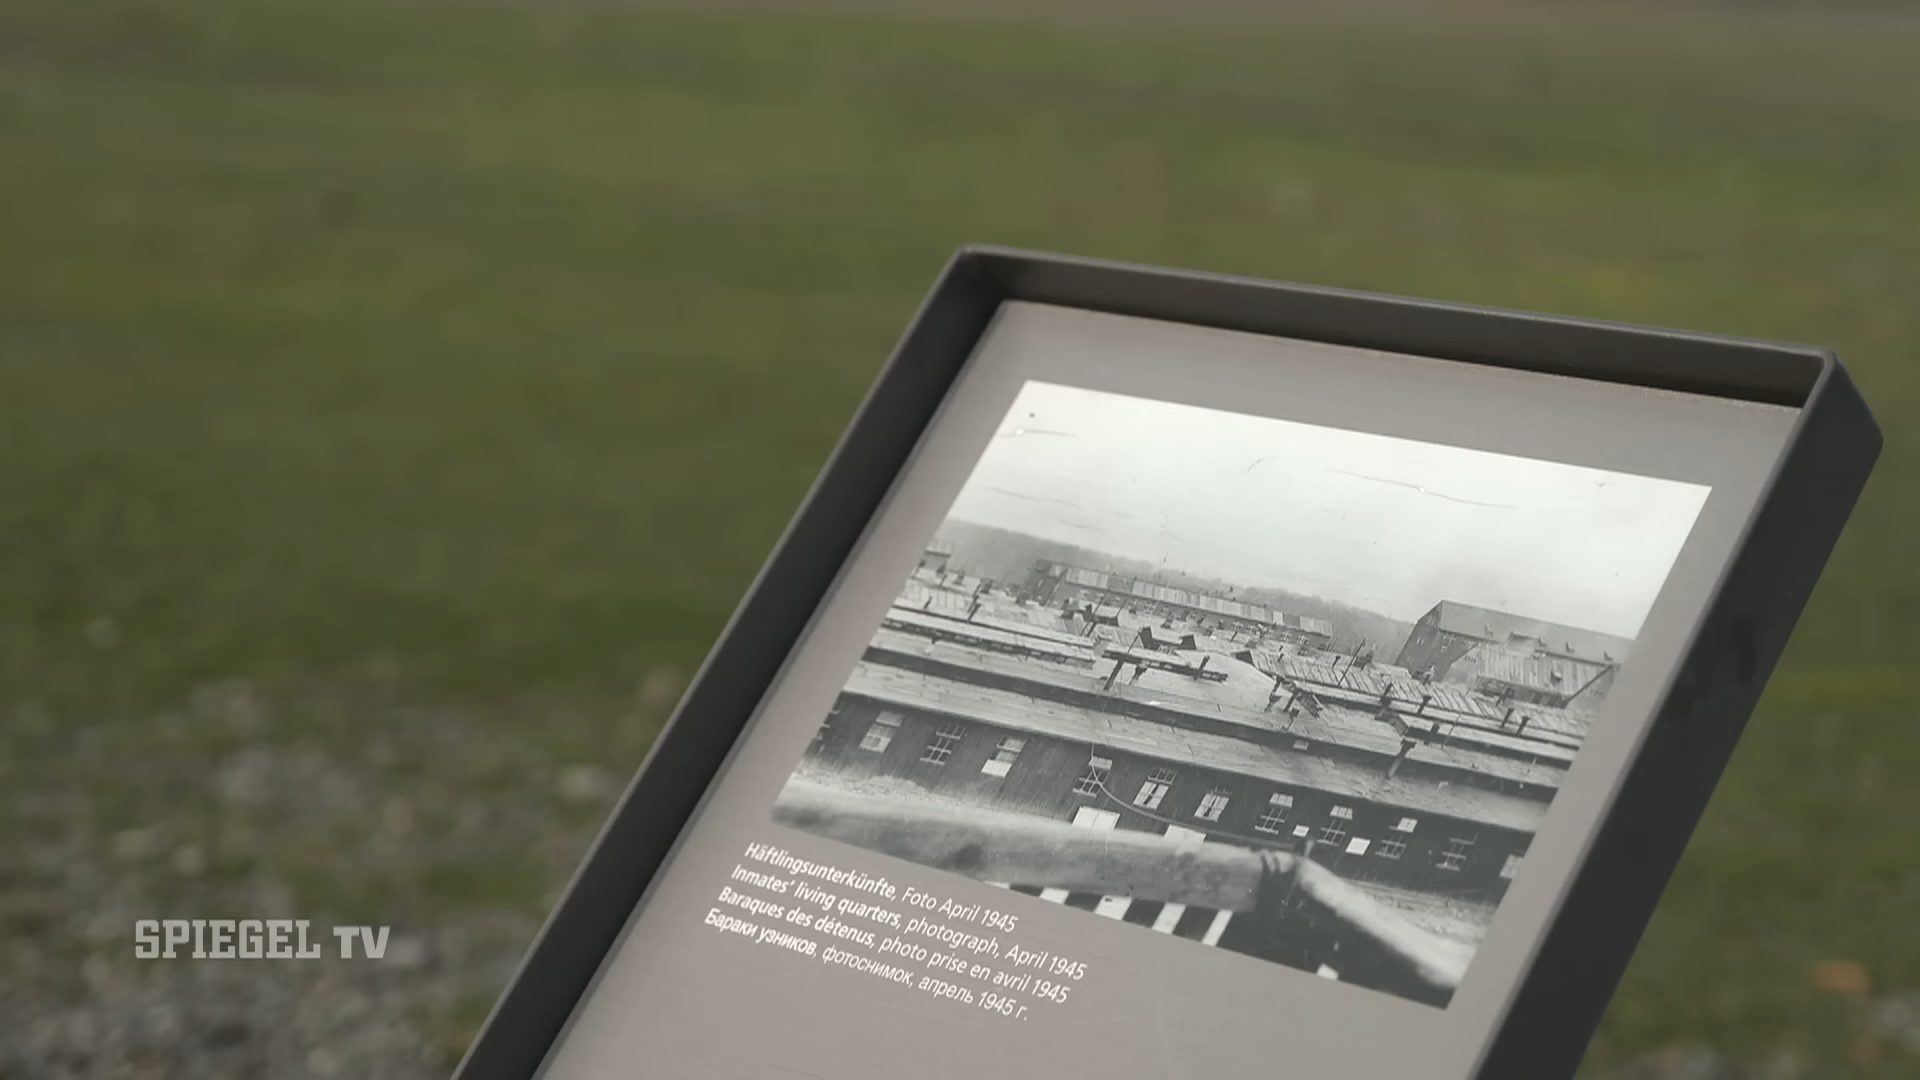 Häftlingsunterkünfte, Foto April 1945
Inmates' living quarters, photograph, April 1945
Baraques des détenus, photo prise en avril 1945
Бараки узников, фотоснимок, апрель 1945 г.
SPIEGEL TV